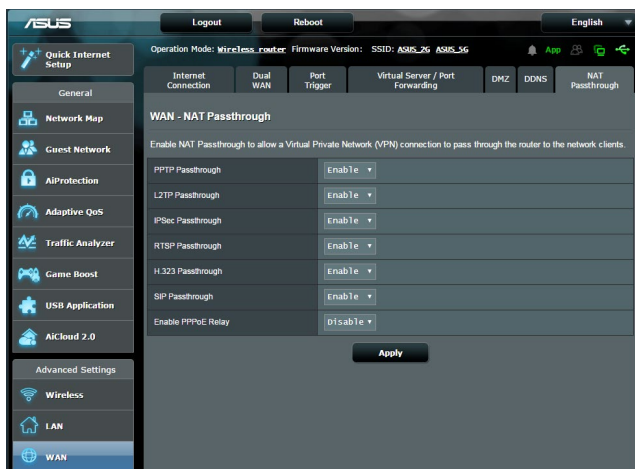 ASUS
Logout
Reboot
English
Quick Internet
Setup
Operation Mode: Wireless router Firmware Version: SSID: ASUS_2G ASUS_5G
App
Internet
Connection
Dual
WAN
Port
Trigger
Virtual Server / Port
Forwarding
DMZ
DDNS
NAT
Passthrough
General
Network Map
Guest Network
AiProtection
Adaptive QoS
Traffic Analyzer
Game Boost
USB Application
AiCloud 2.0
Advanced Settings
Wireless
LAN
WAN
WAN - NAT Passthrough
Enable NAT Passthrough to allow a Virtual Private Network (VPN) connection to pass through the router to the network clients.
PPTP Passthrough Enable
L2TP Passthrough Enable
IPSec Passthrough Enable
RTSP Passthrough Enable
H.323 Passthrough Enable
SIP Passthrough Enable
Enable PPPoE Relay Disable
Apply